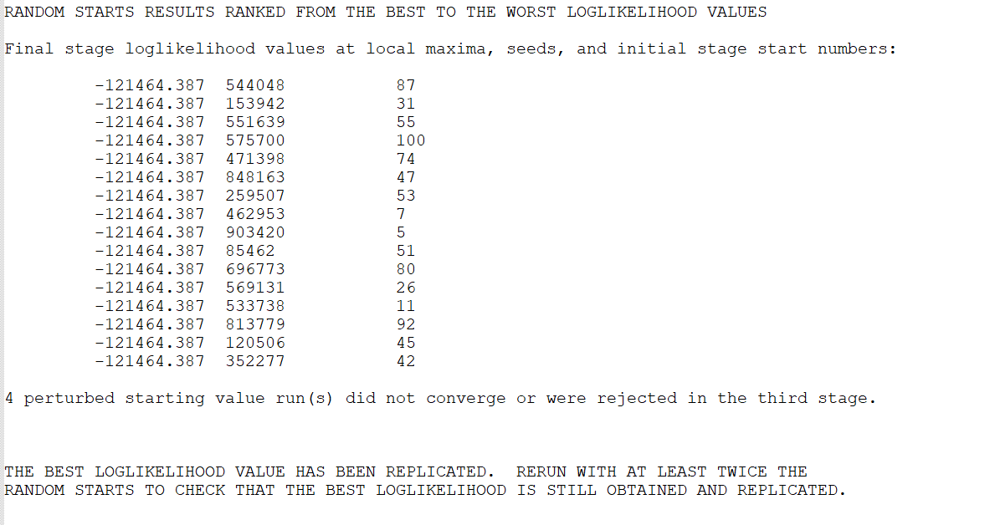 RANDOM STARTS RESULTS RANKED FROM THE BEST TO THE WORST LOGLIKELIHOOD VALUES
Final stage loglikelihood values at local maxima, seeds, and initial stage start numbers:
-121464.387 544048 87
-121464.387 153942 31
-121464.387 551639 55
-121464.387 575700 100
-121464.387 471398 74
-121464.387 848163 47
-121464.387 259507 53
-121464.387 462953 7
-121464.387 903420 5
-121464.387 85462 51
-121464.387 696773 80
-121464.387 569131 26
-121464.387 533738 11
-121464.387 813779 92
-121464.387 120506 45
-121464.387 352277 42
4 perturbed starting value run(s) did not converge or were rejected in the third stage.
THE BEST LOGLIKELIHOOD VALUE HAS BEEN REPLICATED. RERUN WITH AT LEAST TWICE THE
RANDOM STARTS TO CHECK THAT THE BEST LOGLIKELIHOOD IS STILL OBTAINED AND REPLICATED.